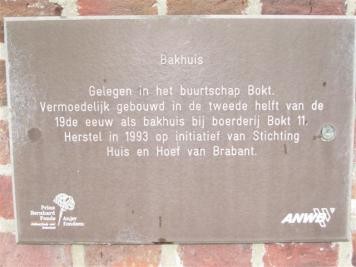 Bakhuis
Gelegen in het buurtschap Bokt.
Vermoedelijk gebouwd in de tweede helft van de
19de eeuw als bakhuis bij boerderij Bokt 11.
Herstel in 1993 op initiatief van Stichting
Huis en Hoef van Brabant.
Prins
Bernhard
Fonds
Anjer
Fondsen
ANWB